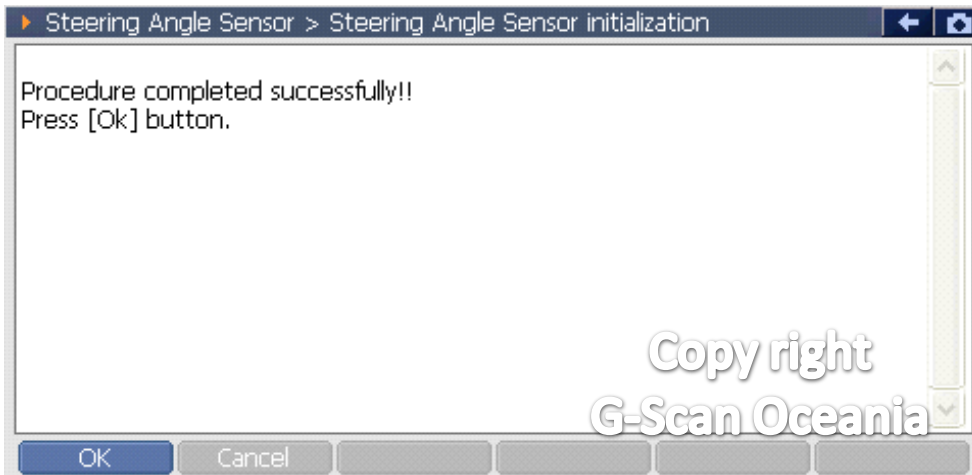 Steering Angle Sensor > Steering Angle Sensor initialization
Procedure completed successfully!!
Press [Ok] button.
Copy right
G-Scan Oceania
OK
Cancel